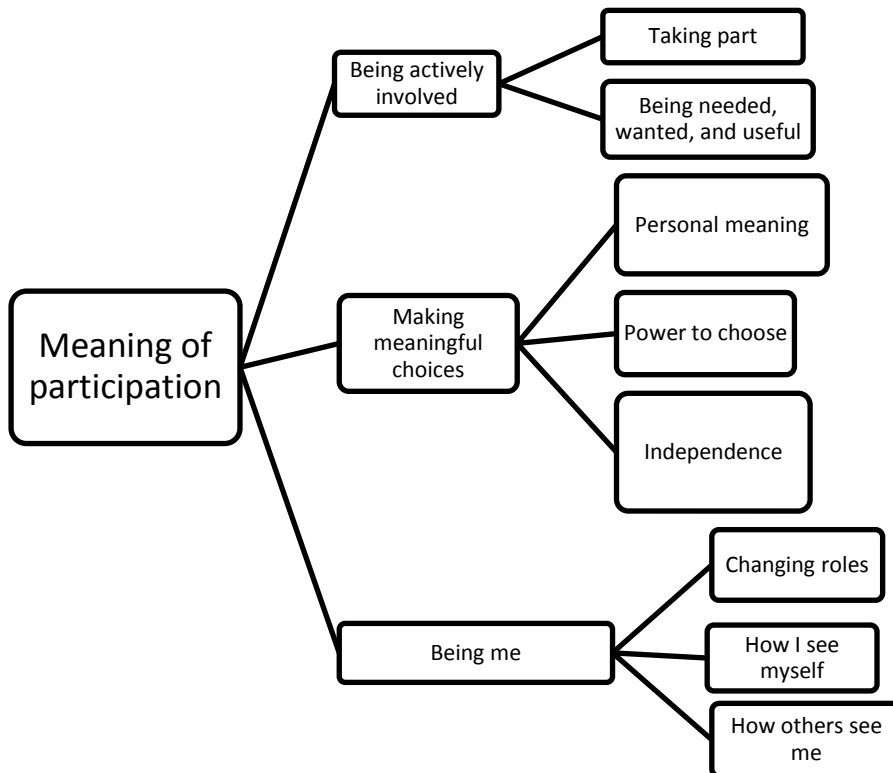 Meaning of
participation
Being actively
involved
Taking part
Being needed,
wanted, and useful
Making
meaningful
choices
Personal meaning
Power to choose
Independence
Being me
Changing roles
How I see
myself
How others see
me